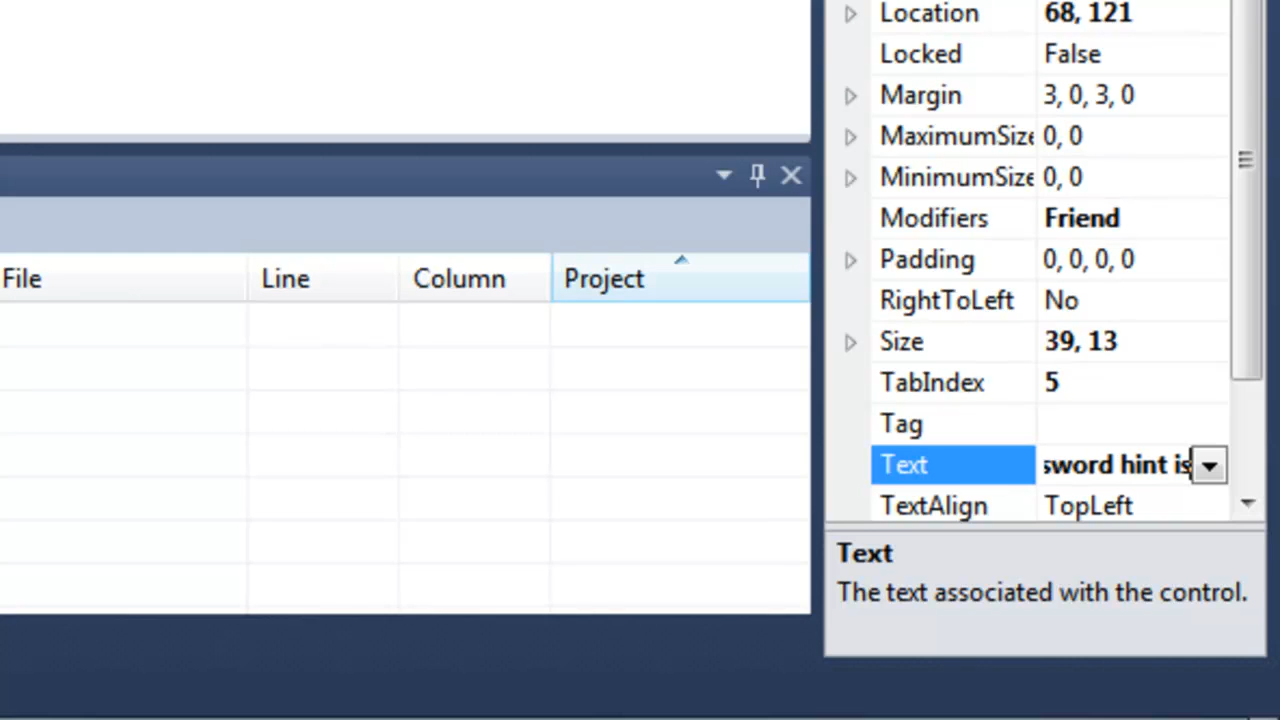 Location 68, 121
Locked False
Margin 3, 0, 3, 0
MaximumSize 0, 0
MinimumSize 0, 0
Modifiers Friend
File Line Column Project
Padding 0, 0, 0, 0
RightToLeft No
Size 39, 13
TabIndex 5
Tag
Text sword hint is
TextAlign TopLeft
Text
The text associated with the control.